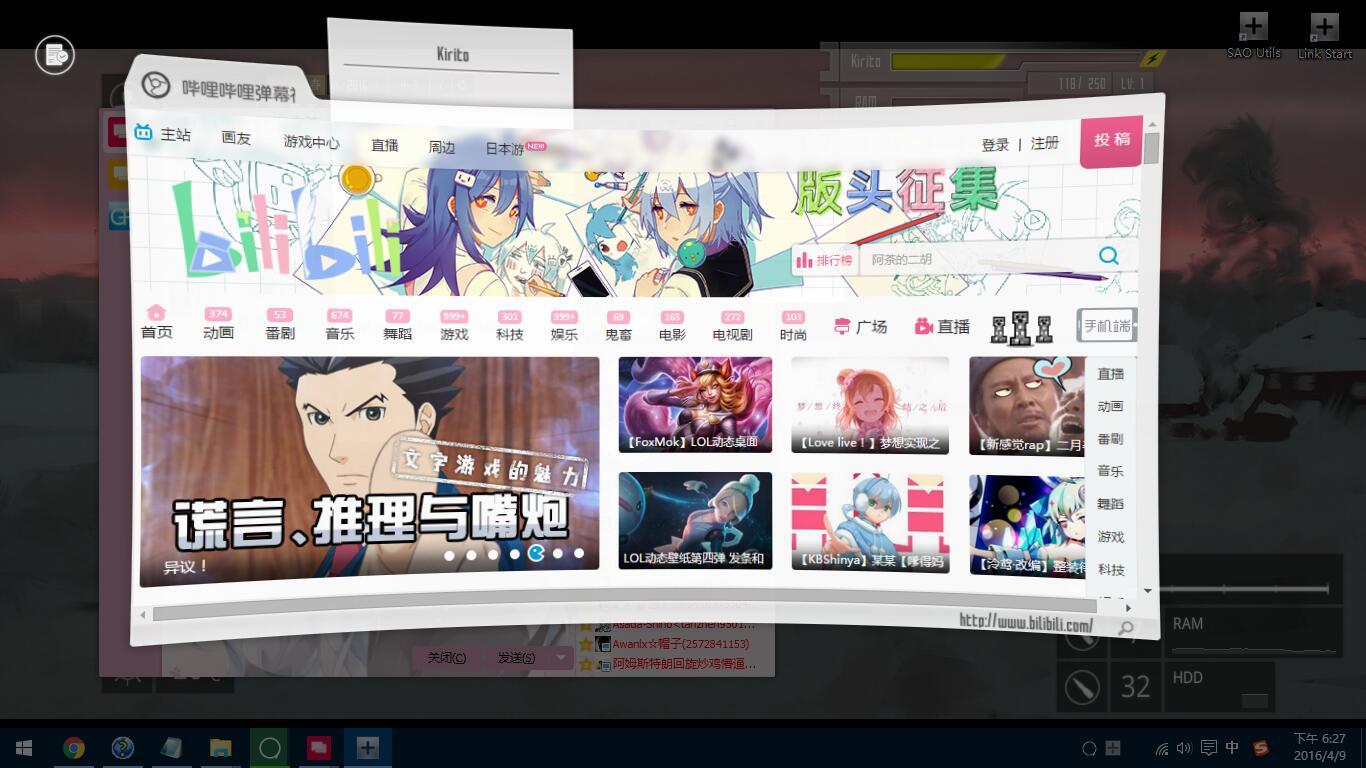 SAO Utils
Link Start
Kirito
Kirito
118/ 250
LV: 1
RAM
哔哩哔哩弹幕
主站
画友
游戏中心
直播
周边
日本游
NEW
登录 | 注册
投稿
bilibili
版头征集
排行榜
阿茶的二胡
374
53
674
77
999+
301
999+
69
165
272
103
首页
动画
番剧
音乐
舞蹈
游戏
科技
娱乐
鬼畜
电影
电视剧
时尚
广场
直播
手机端
文字游戏的魅力
谎言、推理与嘴炮
异议！
【FoxMok】LOL动态桌面
梦/想/终
结/之/后
【Love live！】梦想实现之
【新感觉rap】二月
LOL动态壁纸第四弹 发条和
【KBShinya】某某【哆得妈
【泠鸢·改编】整装待
直播
动画
番剧
音乐
舞蹈
游戏
科技
http://www.bilibili.com/
Awanlx☆帽子(2572841153)
阿姆斯特朗回旋炒鸡懵逼...
关闭(C)
发送(S)
RAM
32
HDD
中
下午 6:27
2016/4/9